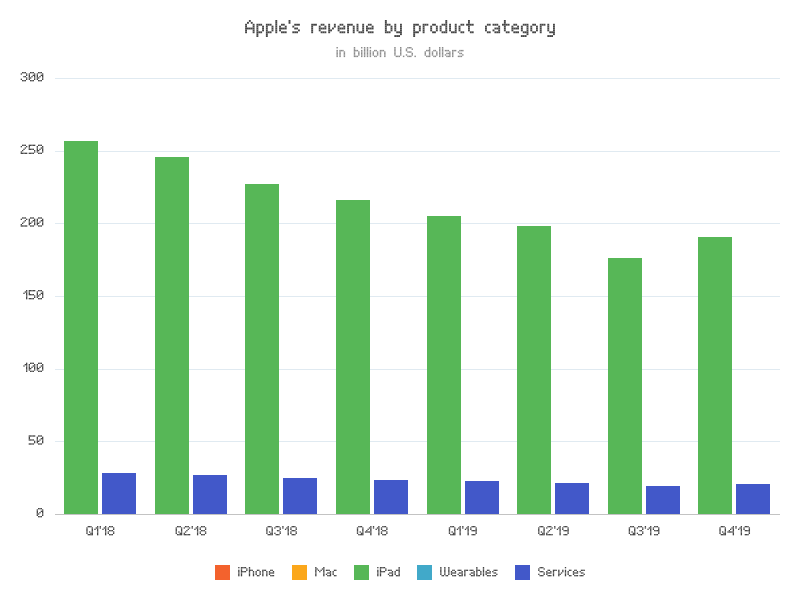 Apple's revenue by product category
in billion U.S. dollars
300
250
200
150
100
50
0
Q1'18 Q2'18 Q3'18 Q4'18 Q1'19 Q2'19 Q3'19 Q4'19
iPhone Mac iPad Wearables Services